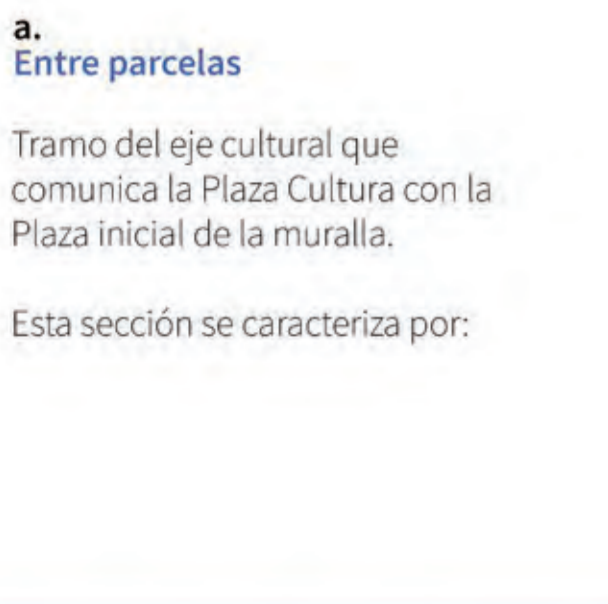 a.
Entre parcelas
Tramo del eje cultural que
comunica la Plaza Cultura con la
Plaza inicial de la muralla.
Esta sección se caracteriza por: